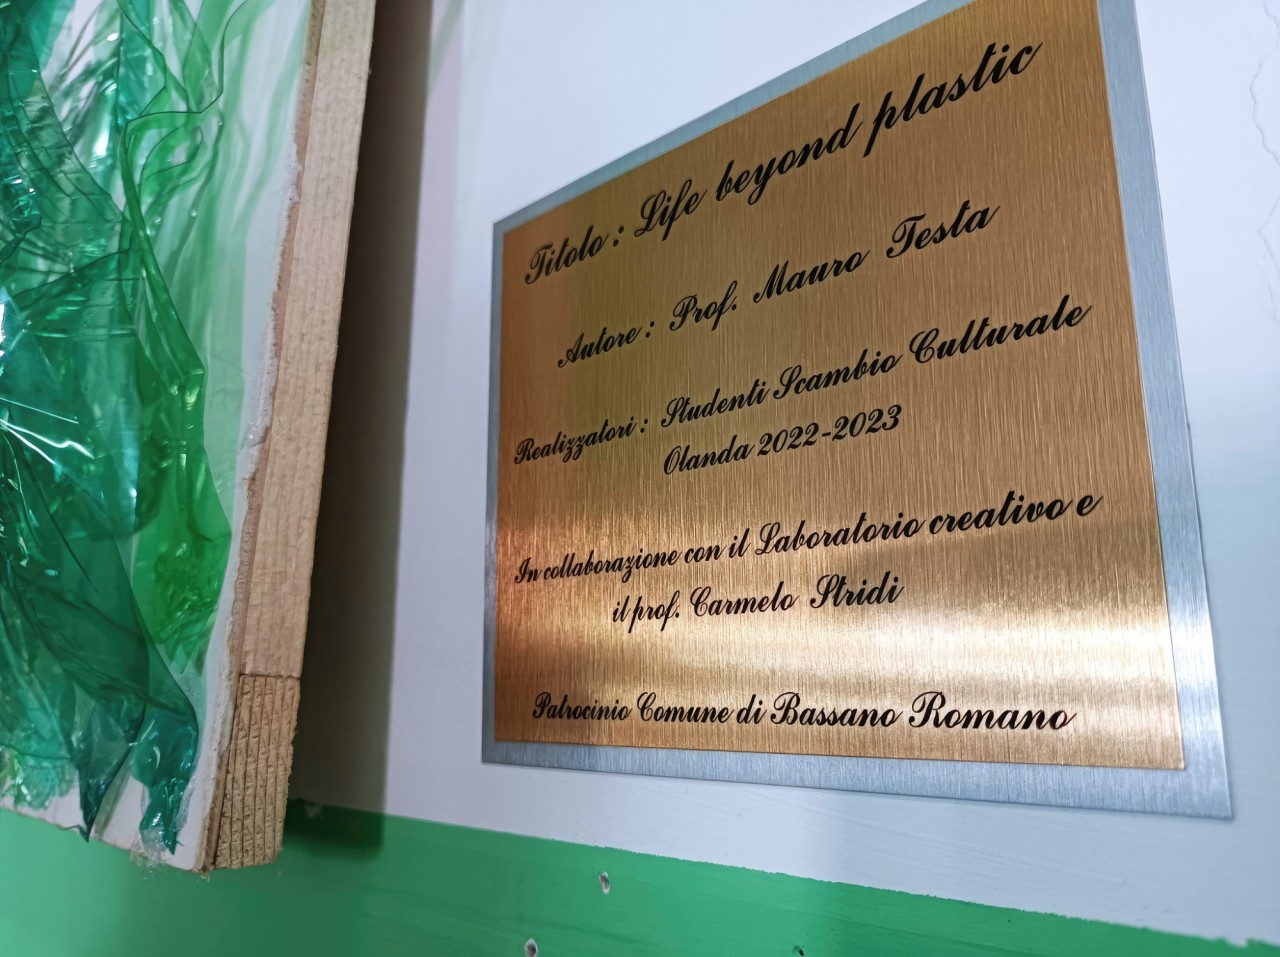 Titolo : Life beyond plastic
Autore : Prof. Mauro Testa
Realizzatori : Studenti Scambio Culturale
Olanda 2022-2023
In collaborazione con il Laboratorio creativo e
il prof. Carmelo Stridi
Patrocinio Comune di Bassano Romano